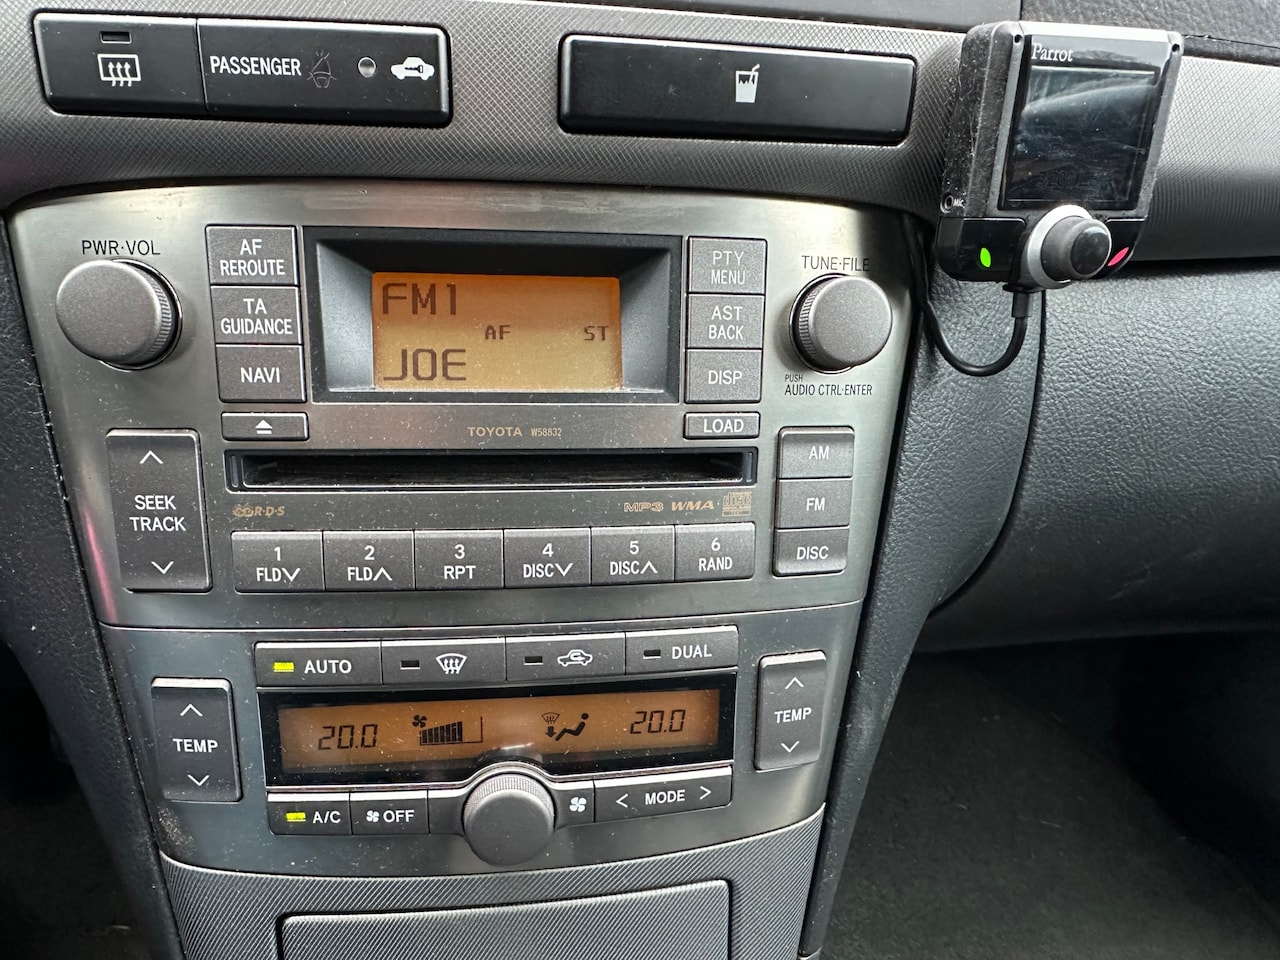 PASSENGER
Parrot
MIC
PWR·VOL
AF
REROUTE
TA
GUIDANCE
NAVI
FM1
AF ST
JOE
PTY
MENU
AST
BACK
DISP
TUNE·FILE
PUSH
AUDIO CTRL·ENTER
TOYOTA W58832
LOAD
SEEK
TRACK
R·D·S
MP3 WMA
AM
FM
DISC
1
FLD
2
FLD
3
RPT
4
DISC
5
DISC
6
RAND
AUTO
DUAL
TEMP
20.0
20.0
TEMP
A/C
OFF
< MODE >